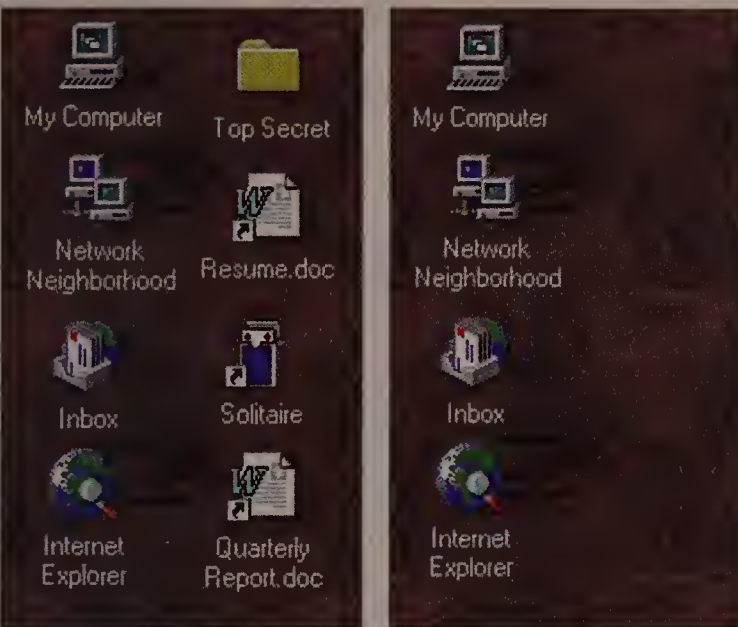 My Computer
Top Secret
Network
Neighborhood
Resume.doc
Inbox
Solitaire
Internet
Explorer
Quarterly
Report.doc
My Computer
Network
Neighborhood
Inbox
Internet
Explorer